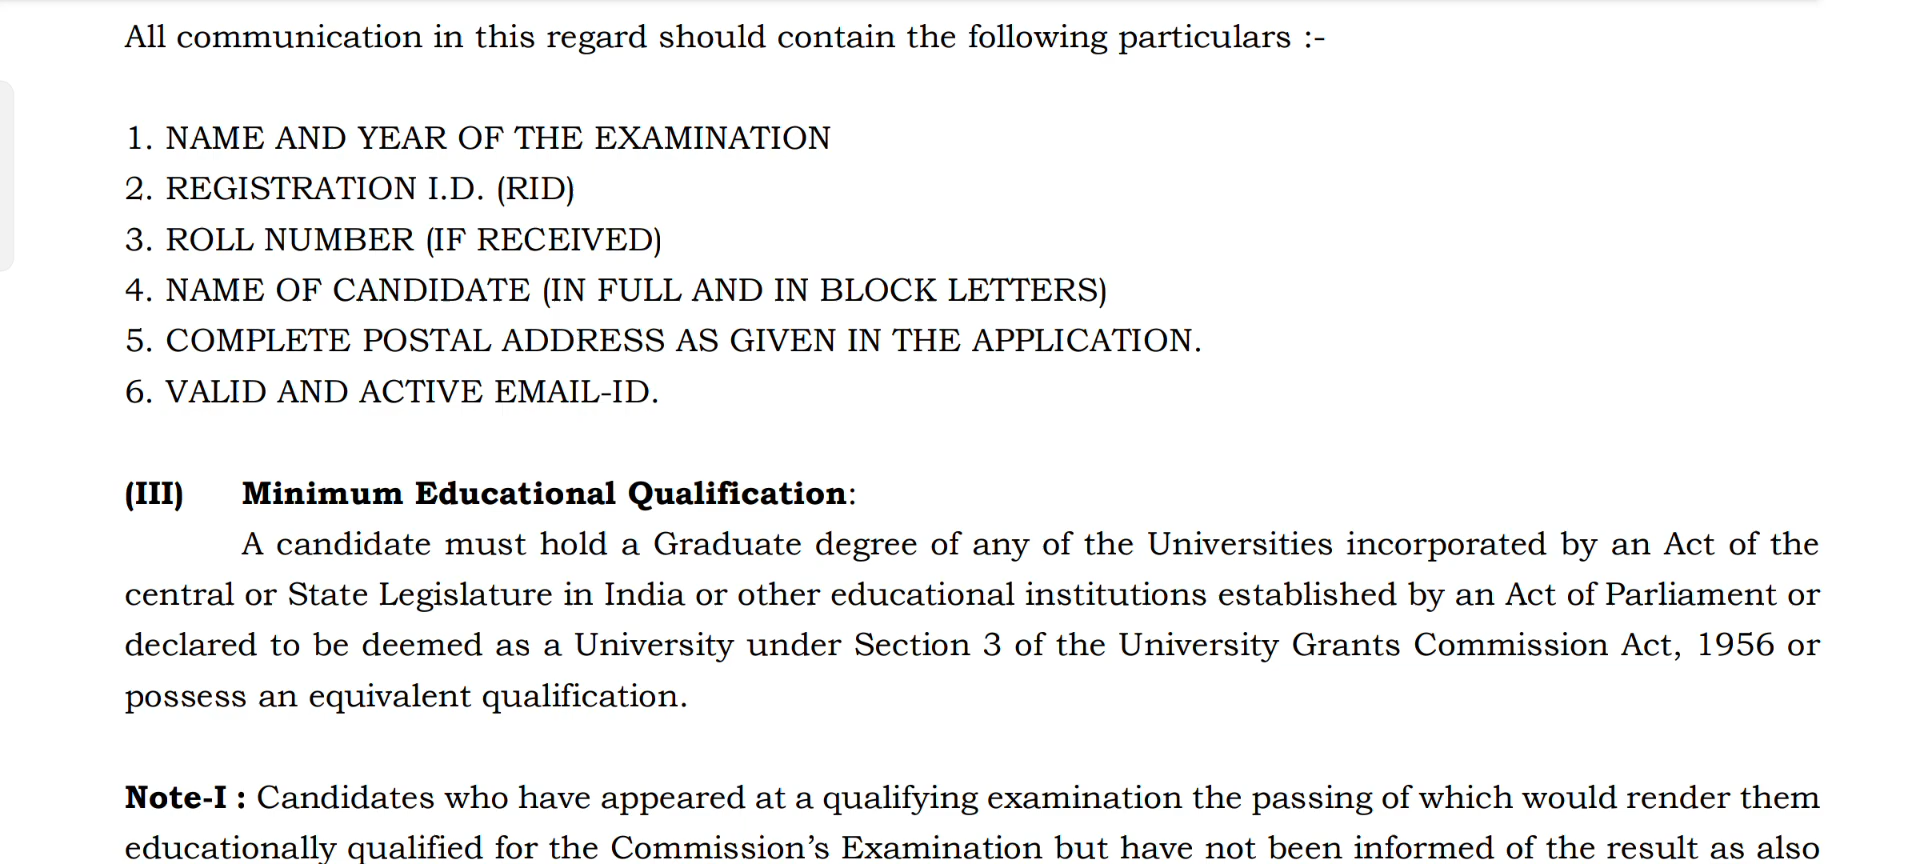 All communication in this regard should contain the following particulars :-
1. NAME AND YEAR OF THE EXAMINATION
2. REGISTRATION I.D. (RID)
3. ROLL NUMBER (IF RECEIVED)
4. NAME OF CANDIDATE (IN FULL AND IN BLOCK LETTERS)
5. COMPLETE POSTAL ADDRESS AS GIVEN IN THE APPLICATION.
6. VALID AND ACTIVE EMAIL-ID.
(III) Minimum Educational Qualification:
A candidate must hold a Graduate degree of any of the Universities incorporated by an Act of the
central or State Legislature in India or other educational institutions established by an Act of Parliament or
declared to be deemed as a University under Section 3 of the University Grants Commission Act, 1956 or
possess an equivalent qualification.
Note-I : Candidates who have appeared at a qualifying examination the passing of which would render them
educationally qualified for the Commission’s Examination but have not been informed of the result as also